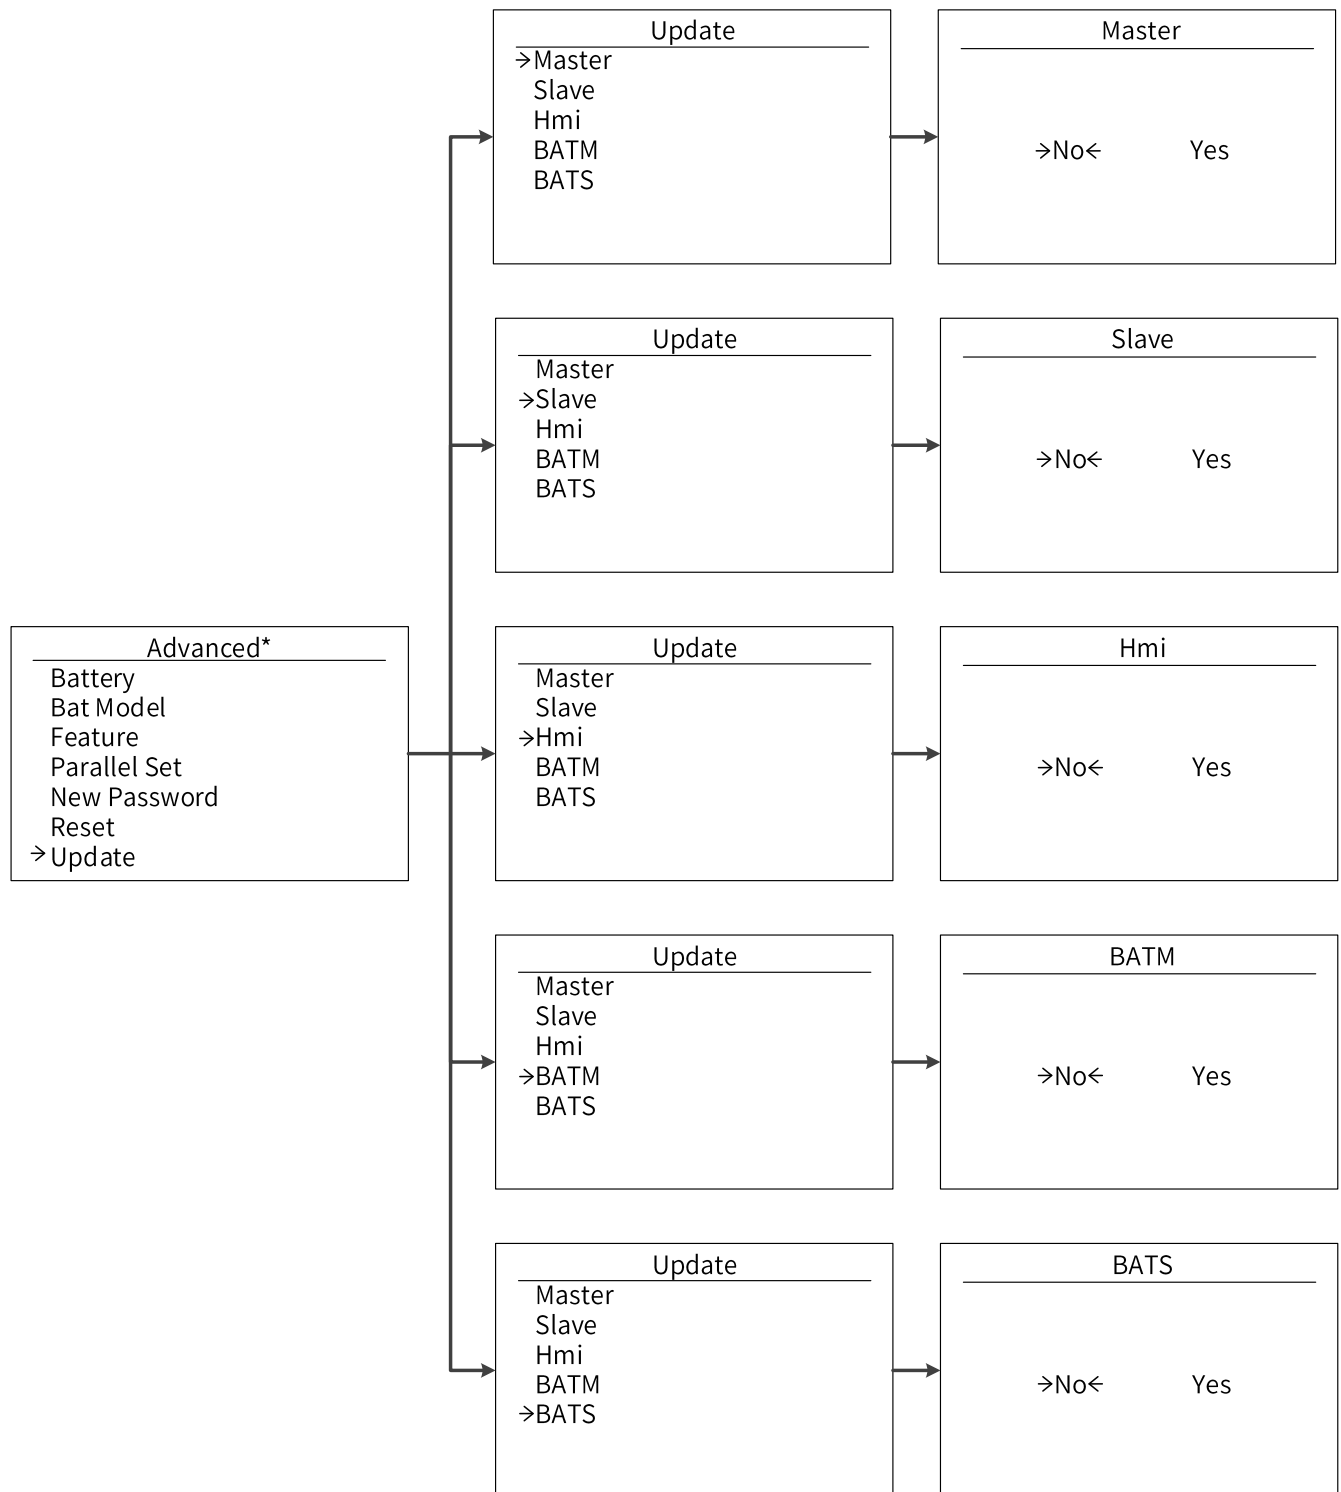 Update
→Master
Slave
Hmi
BATM
BATS
Master
→No← Yes
Update
Master
→Slave
Hmi
BATM
BATS
Slave
→No← Yes
Advanced*
Battery
Bat Model
Feature
Parallel Set
New Password
Reset
→Update
Update
Master
Slave
→Hmi
BATM
BATS
Hmi
→No← Yes
Update
Master
Slave
Hmi
→BATM
BATS
BATM
→No← Yes
Update
Master
Slave
Hmi
BATM
→BATS
BATS
→No← Yes